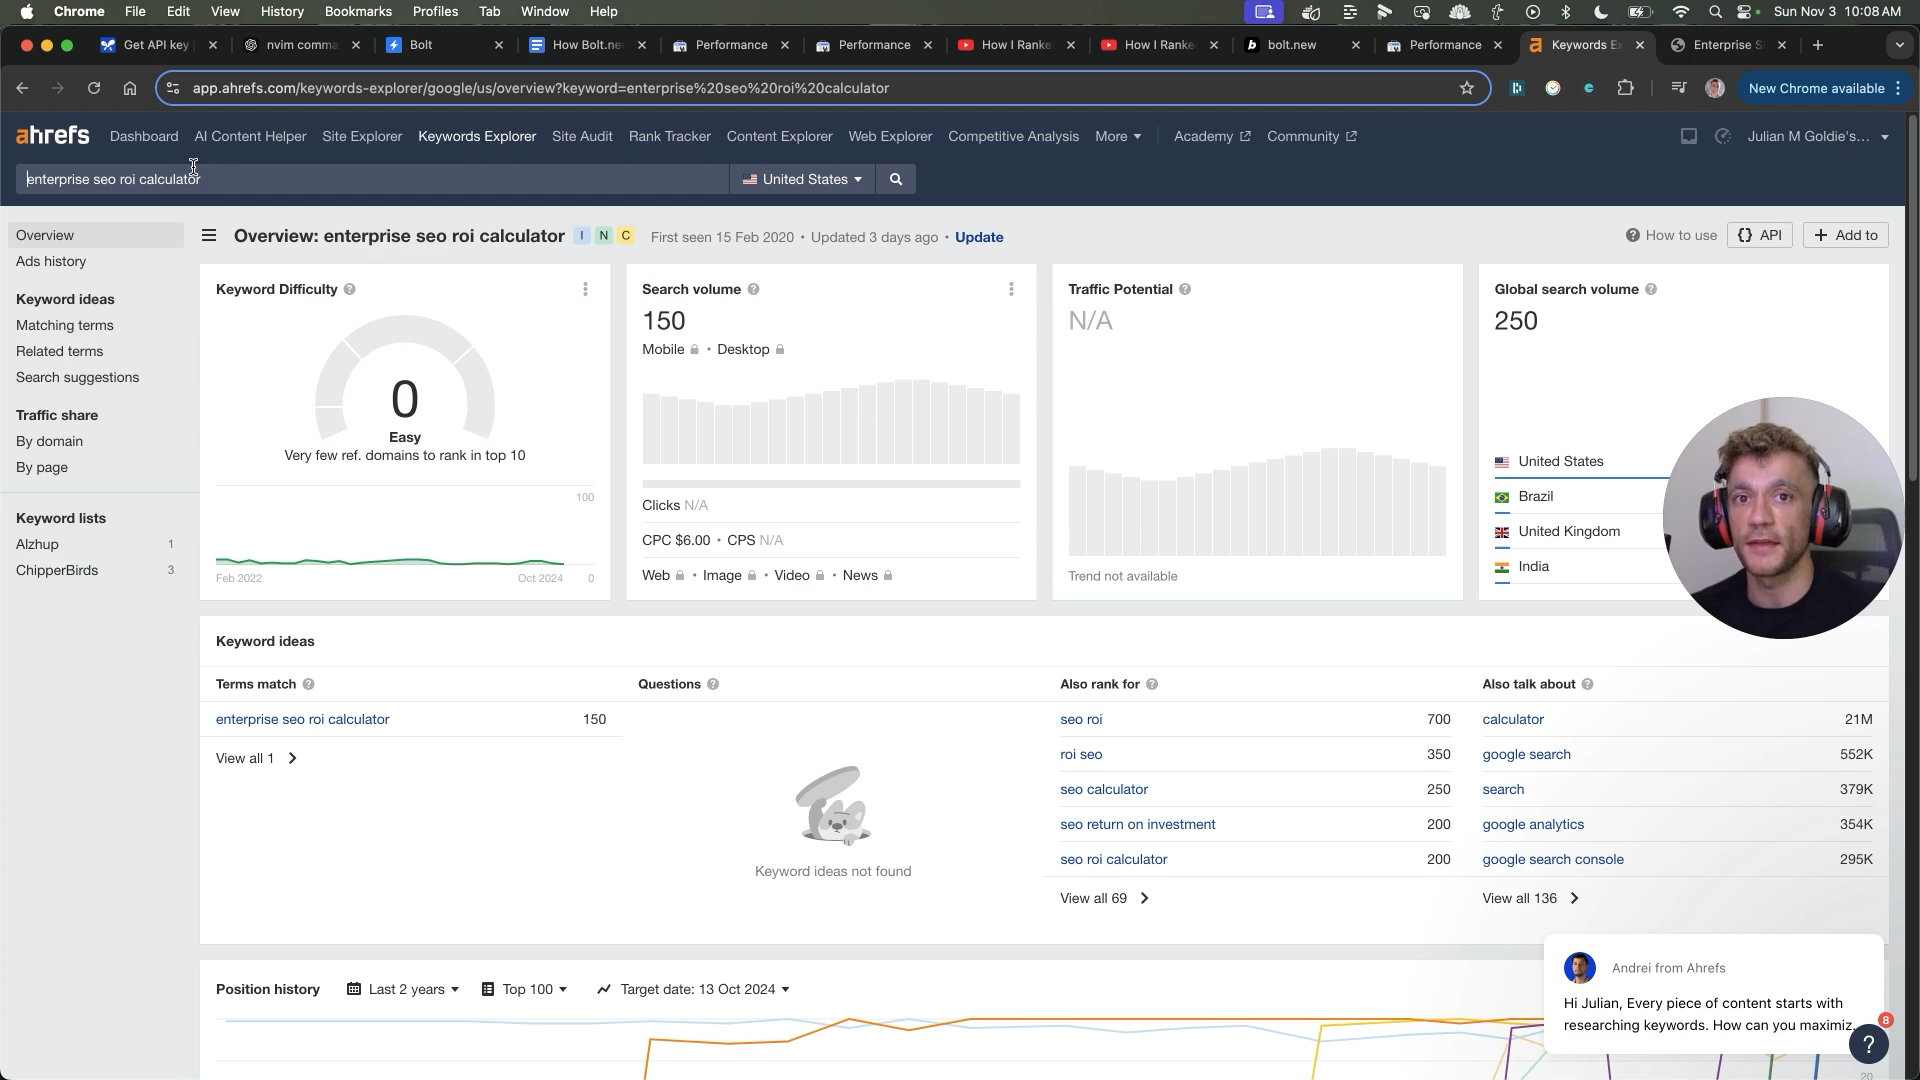 Chrome File Edit View History Bookmarks Profiles Tab Window Help Sun Nov 3 10:08 AM
Get API key nvim comma Bolt How Bolt.ne Performance Performance How I Ranke How I Ranke bolt.new Performance Keywords Ex Enterprise S
app.ahrefs.com/keywords-explorer/google/us/overview?keyword=enterprise%20seo%20roi%20calculator New Chrome available
ahrefs Dashboard AI Content Helper Site Explorer Keywords Explorer Site Audit Rank Tracker Content Explorer Web Explorer Competitive Analysis More Academy Community Julian M Goldie's...
enterprise seo roi calculator United States
Overview
Ads history
Keyword ideas
Matching terms
Related terms
Search suggestions
Traffic share
By domain
By page
Keyword lists
Alzhup 1
ChipperBirds 3
Overview: enterprise seo roi calculator I N C First seen 15 Feb 2020 • Updated 3 days ago • Update
How to use {} API + Add to
Keyword Difficulty
0
Easy
Very few ref. domains to rank in top 10
100
Feb 2022 Oct 2024 0
Search volume
150
Mobile • Desktop
Clicks N/A
CPC $6.00 • CPS N/A
Web • Image • Video • News
Traffic Potential
N/A
Trend not available
Global search volume
250
United States
Brazil
United Kingdom
India
Keyword ideas
Terms match
enterprise seo roi calculator 150
View all 1
Questions
Keyword ideas not found
Also rank for
seo roi 700
roi seo 350
seo calculator 250
seo return on investment 200
seo roi calculator 200
View all 69
Also talk about
calculator 21M
google search 552K
search 379K
google analytics 354K
google search console 295K
View all 136
Position history Last 2 years Top 100 Target date: 13 Oct 2024
Andrei from Ahrefs
Hi Julian, Every piece of content starts with
researching keywords. How can you maximiz...
8
?
20